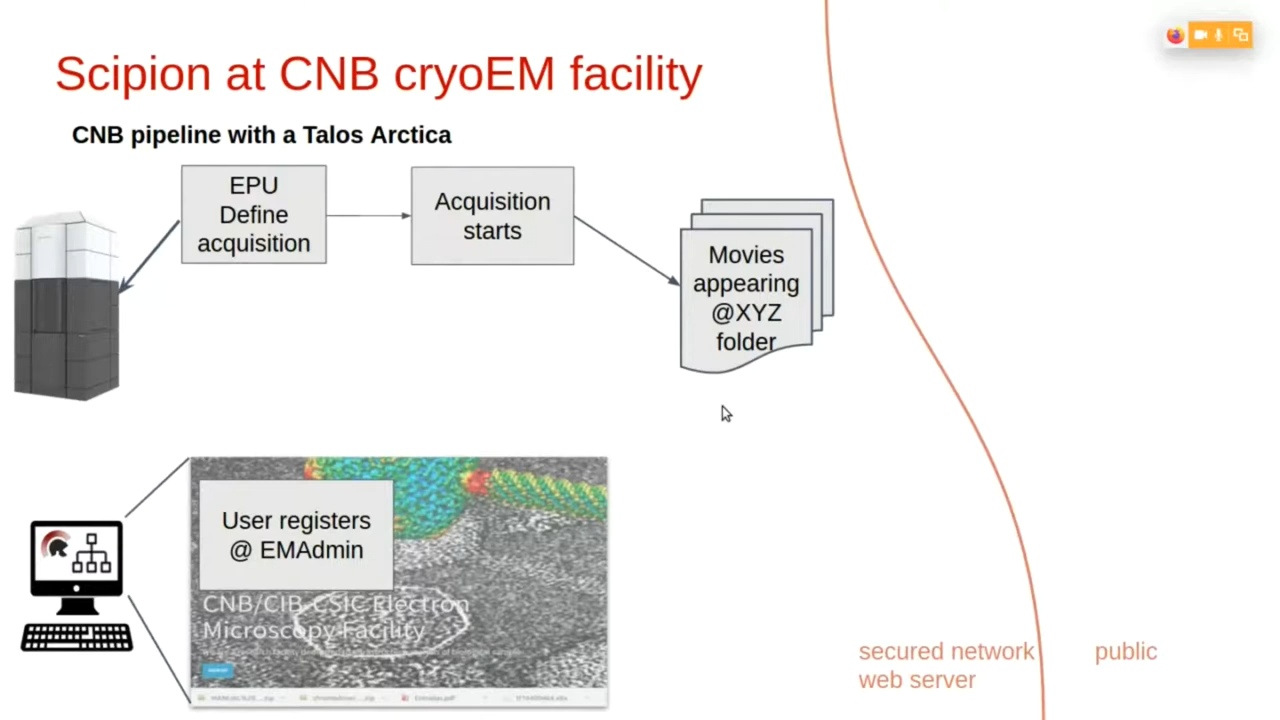 Scipion at CNB cryoEM facility
CNB pipeline with a Talos Arctica
EPU
Define
acquisition
Acquisition
starts
Movies
appearing
@XYZ
folder
User registers
@ EMAdmin
CNB/CIB-CSIC Electron
Microscopy Facility
secured network
web server
public